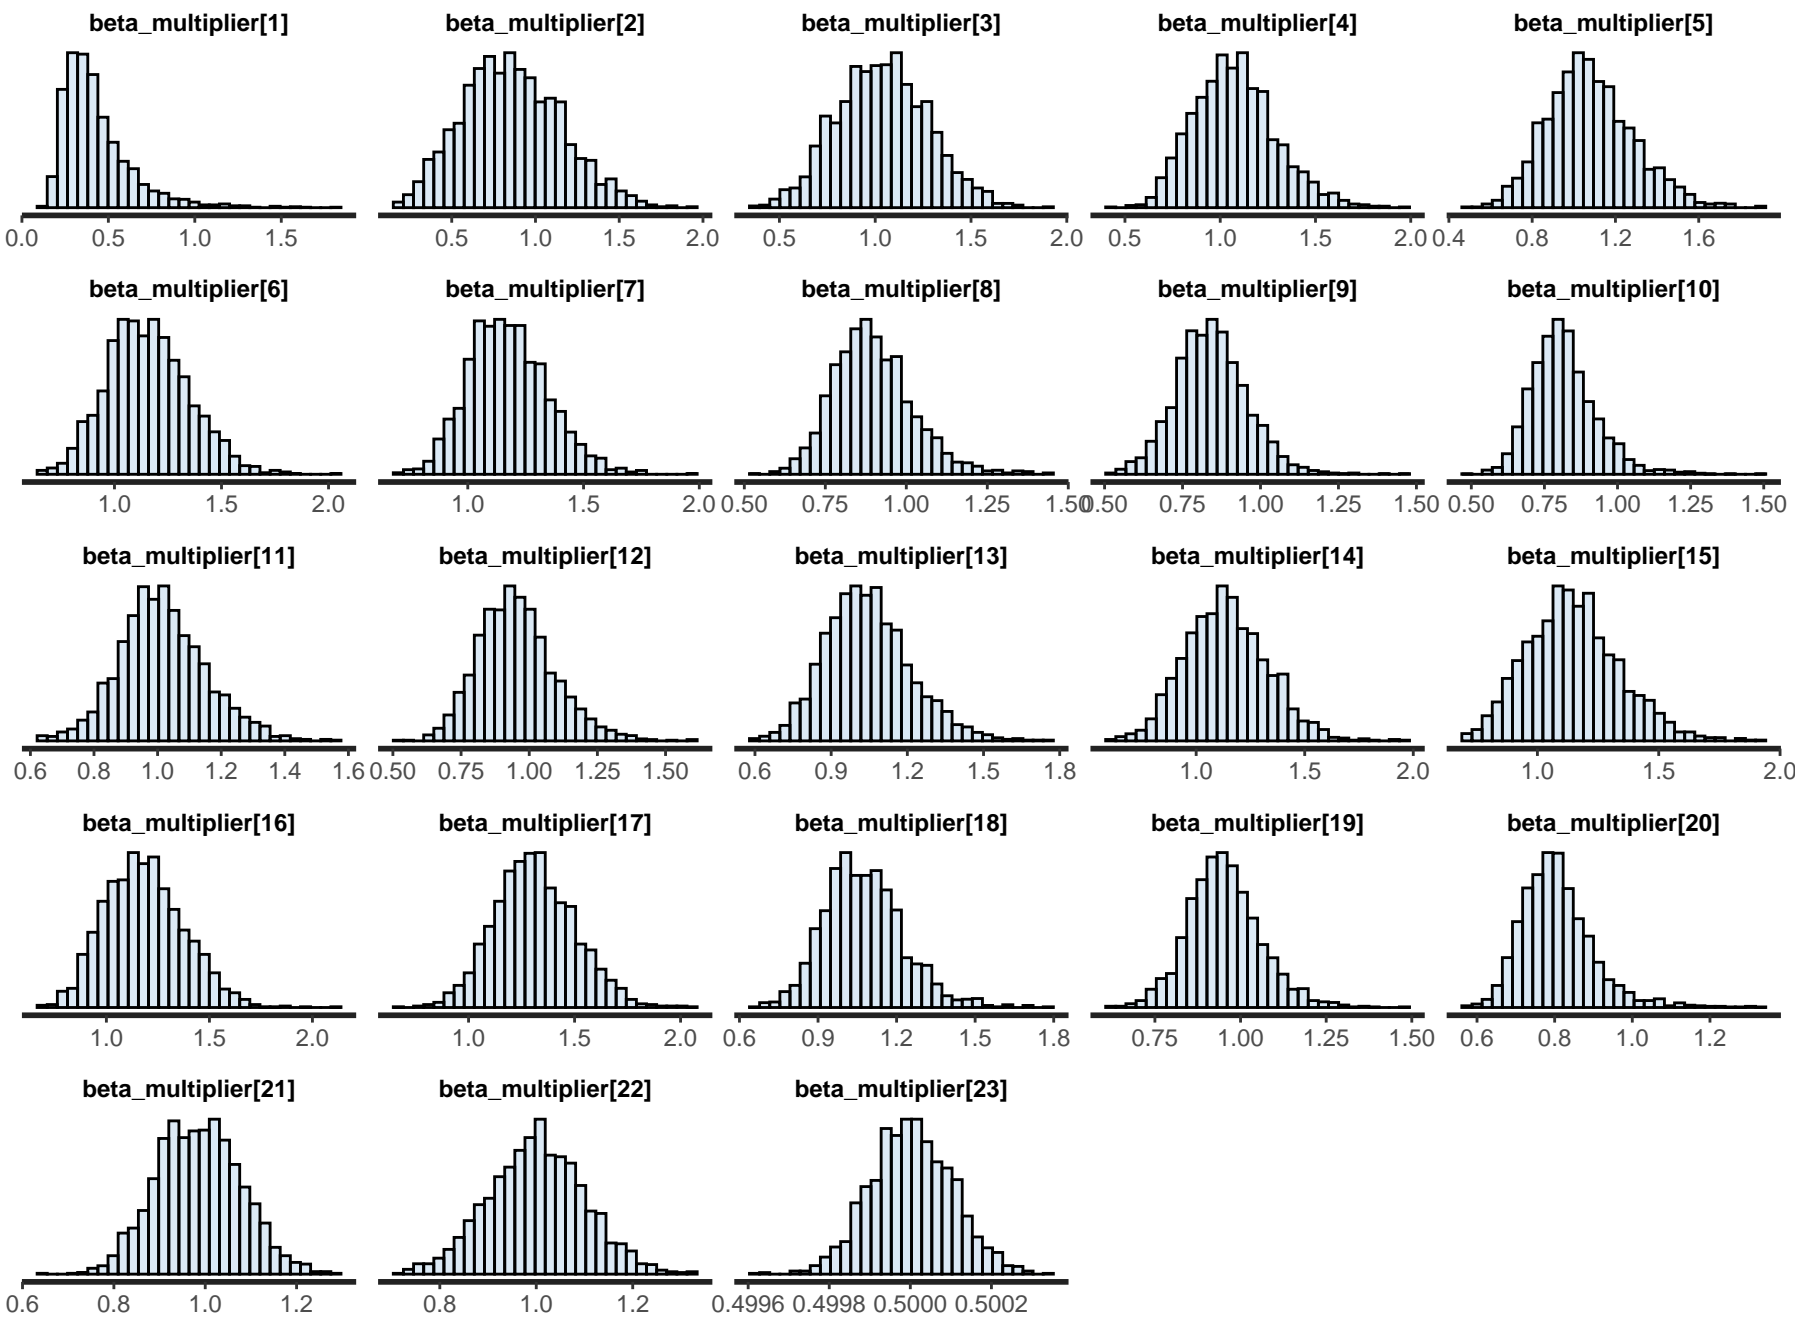 beta_multiplier[1] beta_multiplier[2] beta_multiplier[3] beta_multiplier[4] beta_multiplier[5]
0.0 0.5 1.0 1.5 0.5 1.0 1.5 2.0 0.5 1.0 1.5 2.0 0.5 1.0 1.5 2.0 0.4 0.8 1.2 1.6
beta_multiplier[6] beta_multiplier[7] beta_multiplier[8] beta_multiplier[9] beta_multiplier[10]
1.0 1.5 2.0 1.0 1.5 2.0 0.50 0.75 1.00 1.25 1.50 0.50 0.75 1.00 1.25 1.50 0.50 0.75 1.00 1.25 1.50
beta_multiplier[11] beta_multiplier[12] beta_multiplier[13] beta_multiplier[14] beta_multiplier[15]
0.6 0.8 1.0 1.2 1.4 1.6 0.50 0.75 1.00 1.25 1.50 0.6 0.9 1.2 1.5 1.8 1.0 1.5 2.0 1.0 1.5 2.0
beta_multiplier[16] beta_multiplier[17] beta_multiplier[18] beta_multiplier[19] beta_multiplier[20]
1.0 1.5 2.0 1.0 1.5 2.0 0.6 0.9 1.2 1.5 1.8 0.75 1.00 1.25 1.50 0.6 0.8 1.0 1.2
beta_multiplier[21] beta_multiplier[22] beta_multiplier[23]
0.6 0.8 1.0 1.2 0.8 1.0 1.2 0.4996 0.4998 0.5000 0.5002